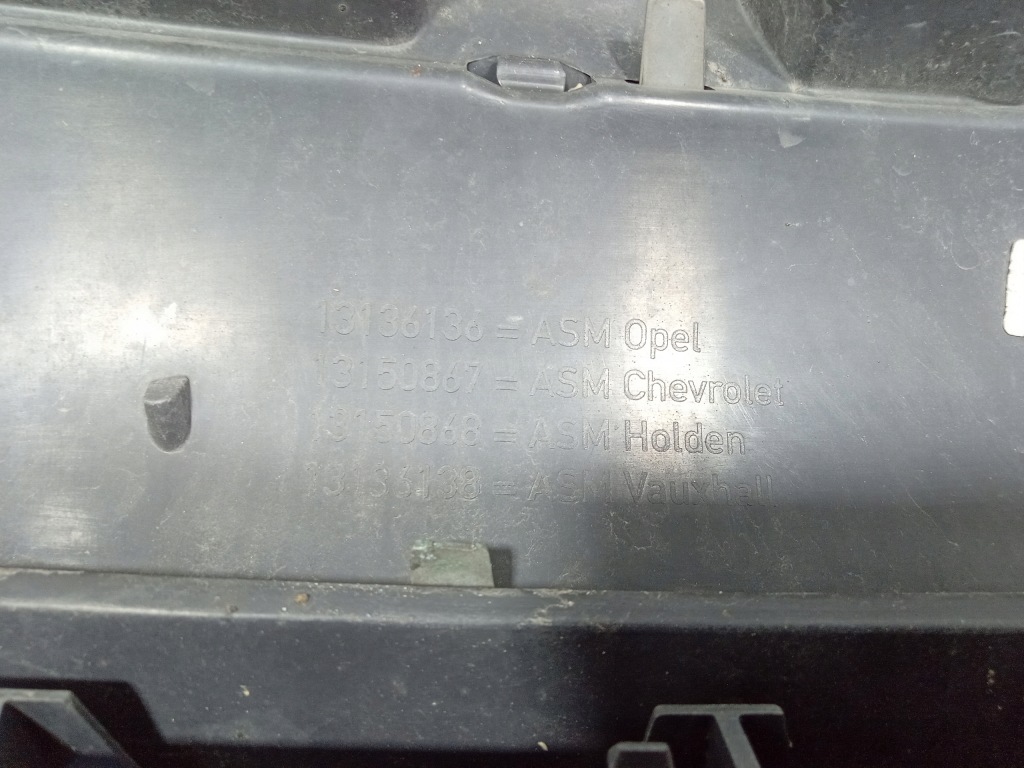 13136136 = ASM Opel
13150867 = ASM Chevrolet
13150868 = ASM Holden
13136138 = ASM Vauxhall